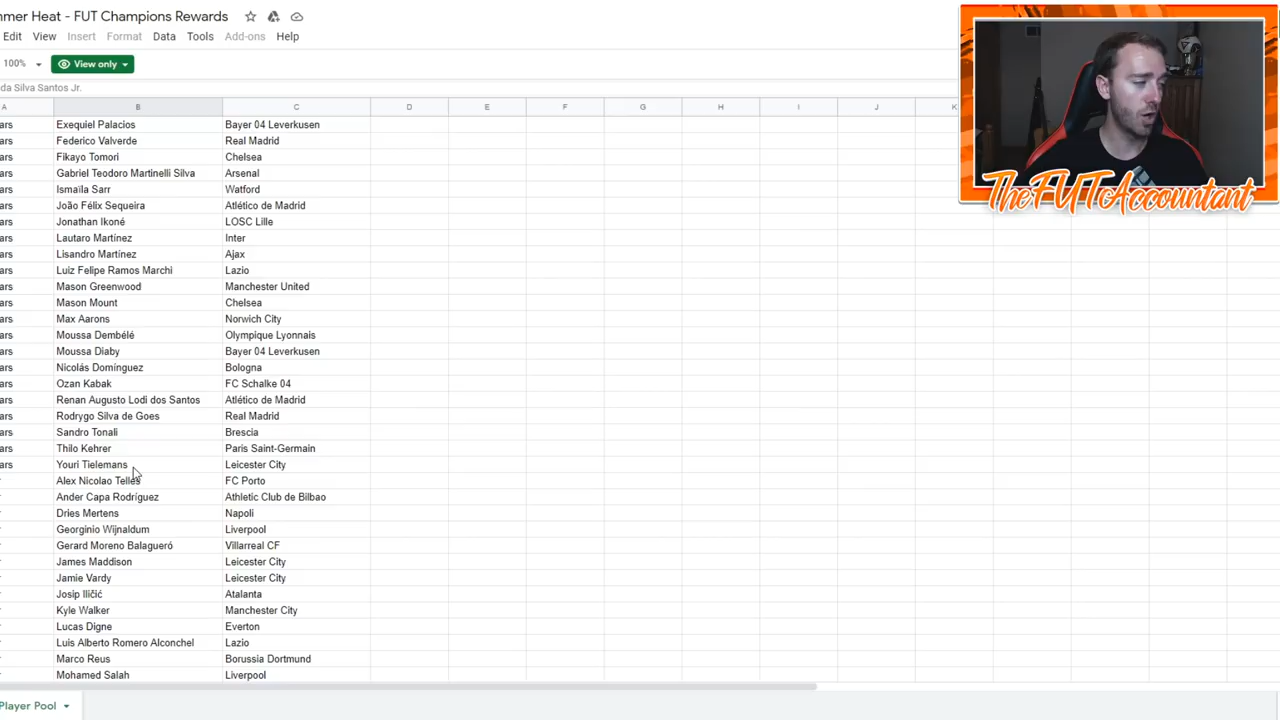 mmer Heat - FUT Champions Rewards
Edit View Insert Format Data Tools Add-ons Help
100% View only
da Silva Santos Jr.
A B C D E F G H I J K
ars Exequiel Palacios Bayer 04 Leverkusen
ars Federico Valverde Real Madrid
ars Fikayo Tomori Chelsea
ars Gabriel Teodoro Martinelli Silva Arsenal
ars Ismaïla Sarr Watford
ars João Félix Sequeira Atlético de Madrid
ars Jonathan Ikoné LOSC Lille
ars Lautaro Martínez Inter
ars Lisandro Martínez Ajax
ars Luiz Felipe Ramos Marchi Lazio
ars Mason Greenwood Manchester United
ars Mason Mount Chelsea
ars Max Aarons Norwich City
ars Moussa Dembélé Olympique Lyonnais
ars Moussa Diaby Bayer 04 Leverkusen
ars Nicolás Domínguez Bologna
ars Ozan Kabak FC Schalke 04
ars Renan Augusto Lodi dos Santos Atlético de Madrid
ars Rodrygo Silva de Goes Real Madrid
ars Sandro Tonali Brescia
ars Thilo Kehrer Paris Saint-Germain
ars Youri Tielemans Leicester City
Alex Nicolao Telles FC Porto
Ander Capa Rodríguez Athletic Club de Bilbao
Dries Mertens Napoli
Georginio Wijnaldum Liverpool
Gerard Moreno Balagueró Villarreal CF
James Maddison Leicester City
Jamie Vardy Leicester City
Josip Iličić Atalanta
Kyle Walker Manchester City
Lucas Digne Everton
Luis Alberto Romero Alconchel Lazio
Marco Reus Borussia Dortmund
Mohamed Salah Liverpool
Player Pool
TheFUTAccountant